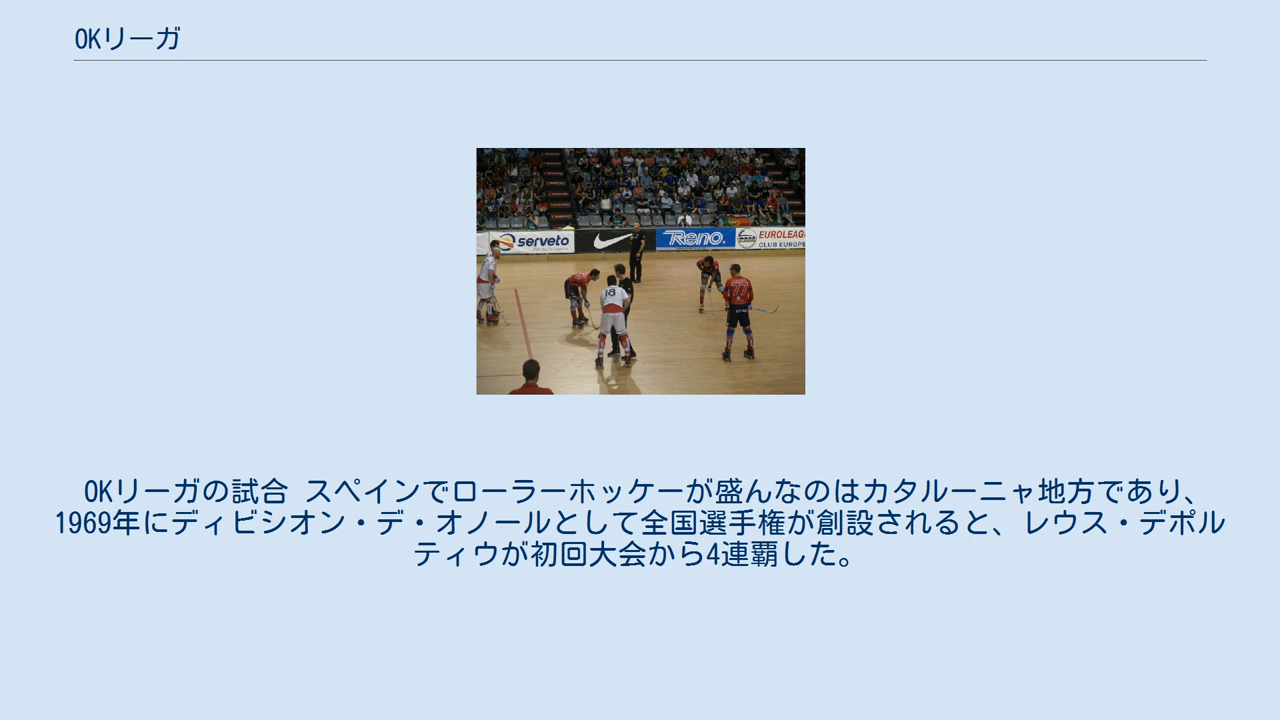 OKリーガ
serveto
Reno.
EUROLEAG
CLUB EUROPE
18
77
OKリーガの試合 スペインでローラーホッケーが盛んなのはカタルーニャ地方であり、
1969年にディビシオン・デ・オノールとして全国選手権が創設されると、レウス・デポル
ティウが初回大会から4連覇した。